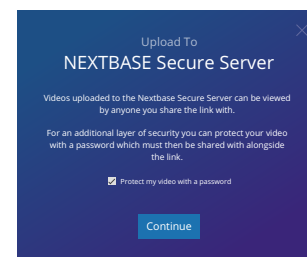 Upload To
NEXTBASE Secure Server
Videos uploaded to the Nextbase Secure Server can be viewed
by anyone you share the link with.
For an additional layer of security you can protect your video
with a password which must then be shared with alongside
the link.
Protect my video with a password
Continue